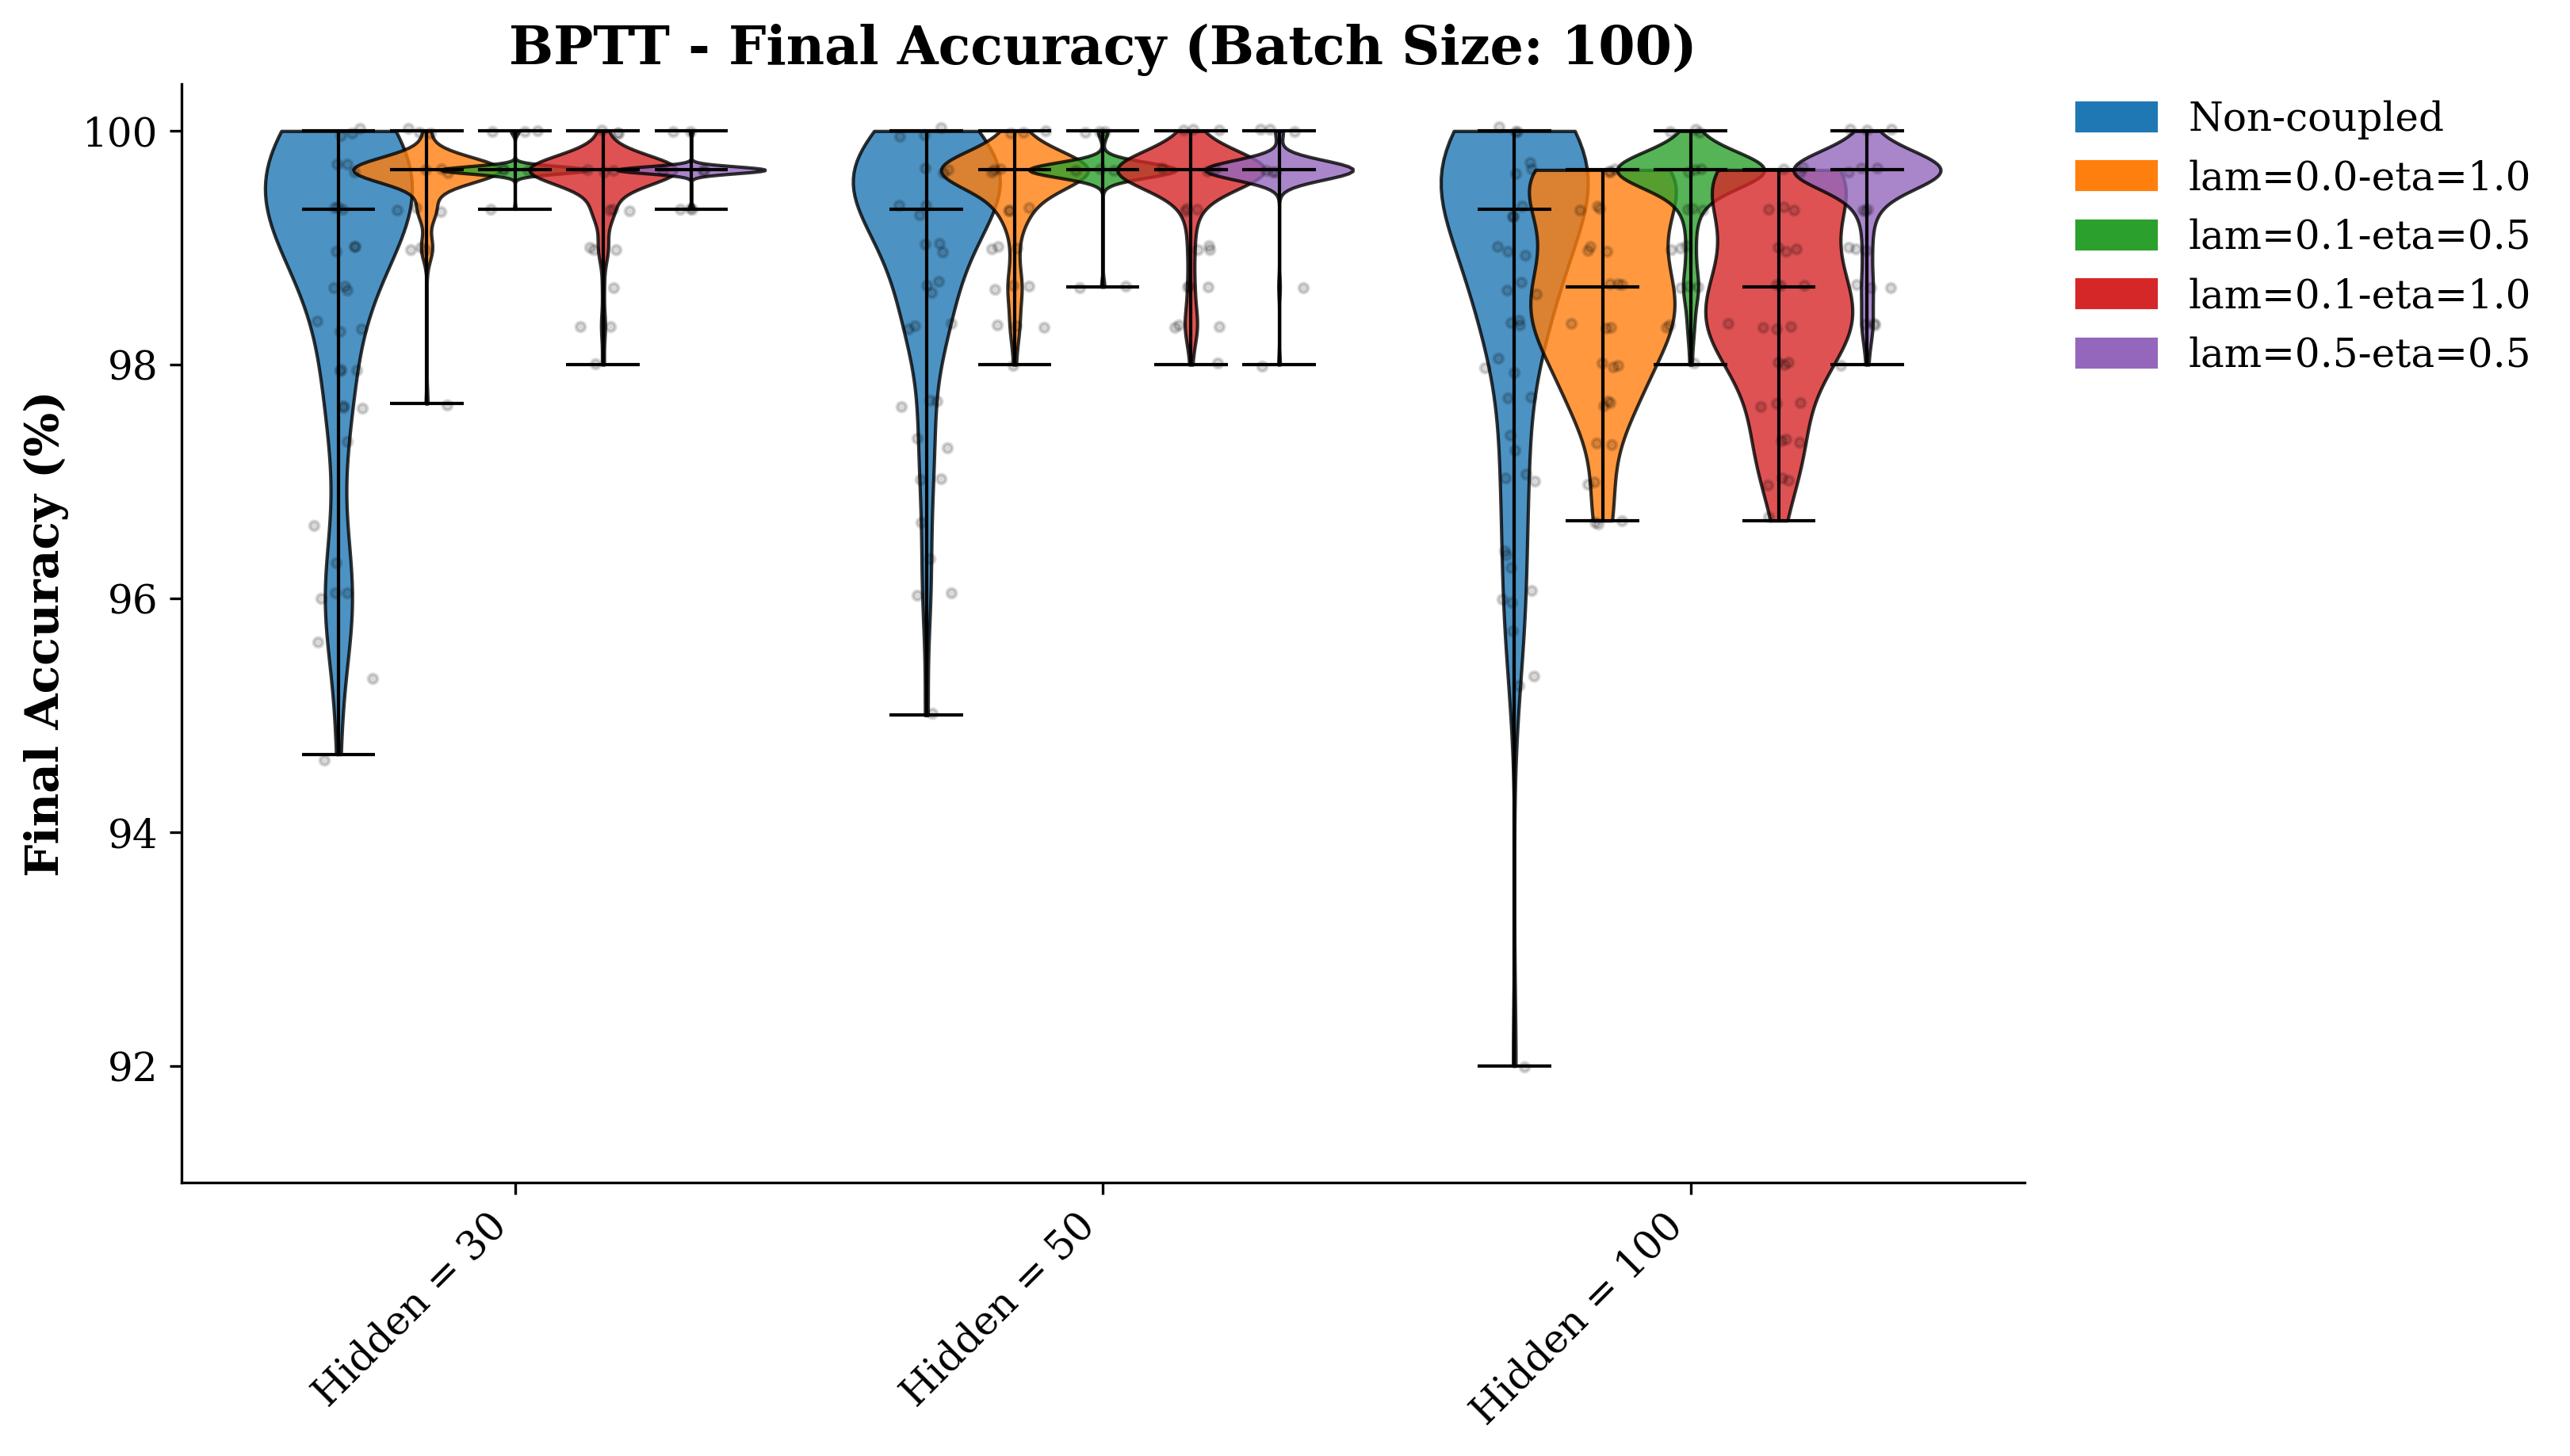 BPTT - Final Accuracy (Batch Size: 100)
Non-coupled
lam=0.0-eta=1.0
lam=0.1-eta=0.5
lam=0.1-eta=1.0
lam=0.5-eta=0.5
Final Accuracy (%)
100
98
96
94
92
Hidden = 30
Hidden = 50
Hidden = 100